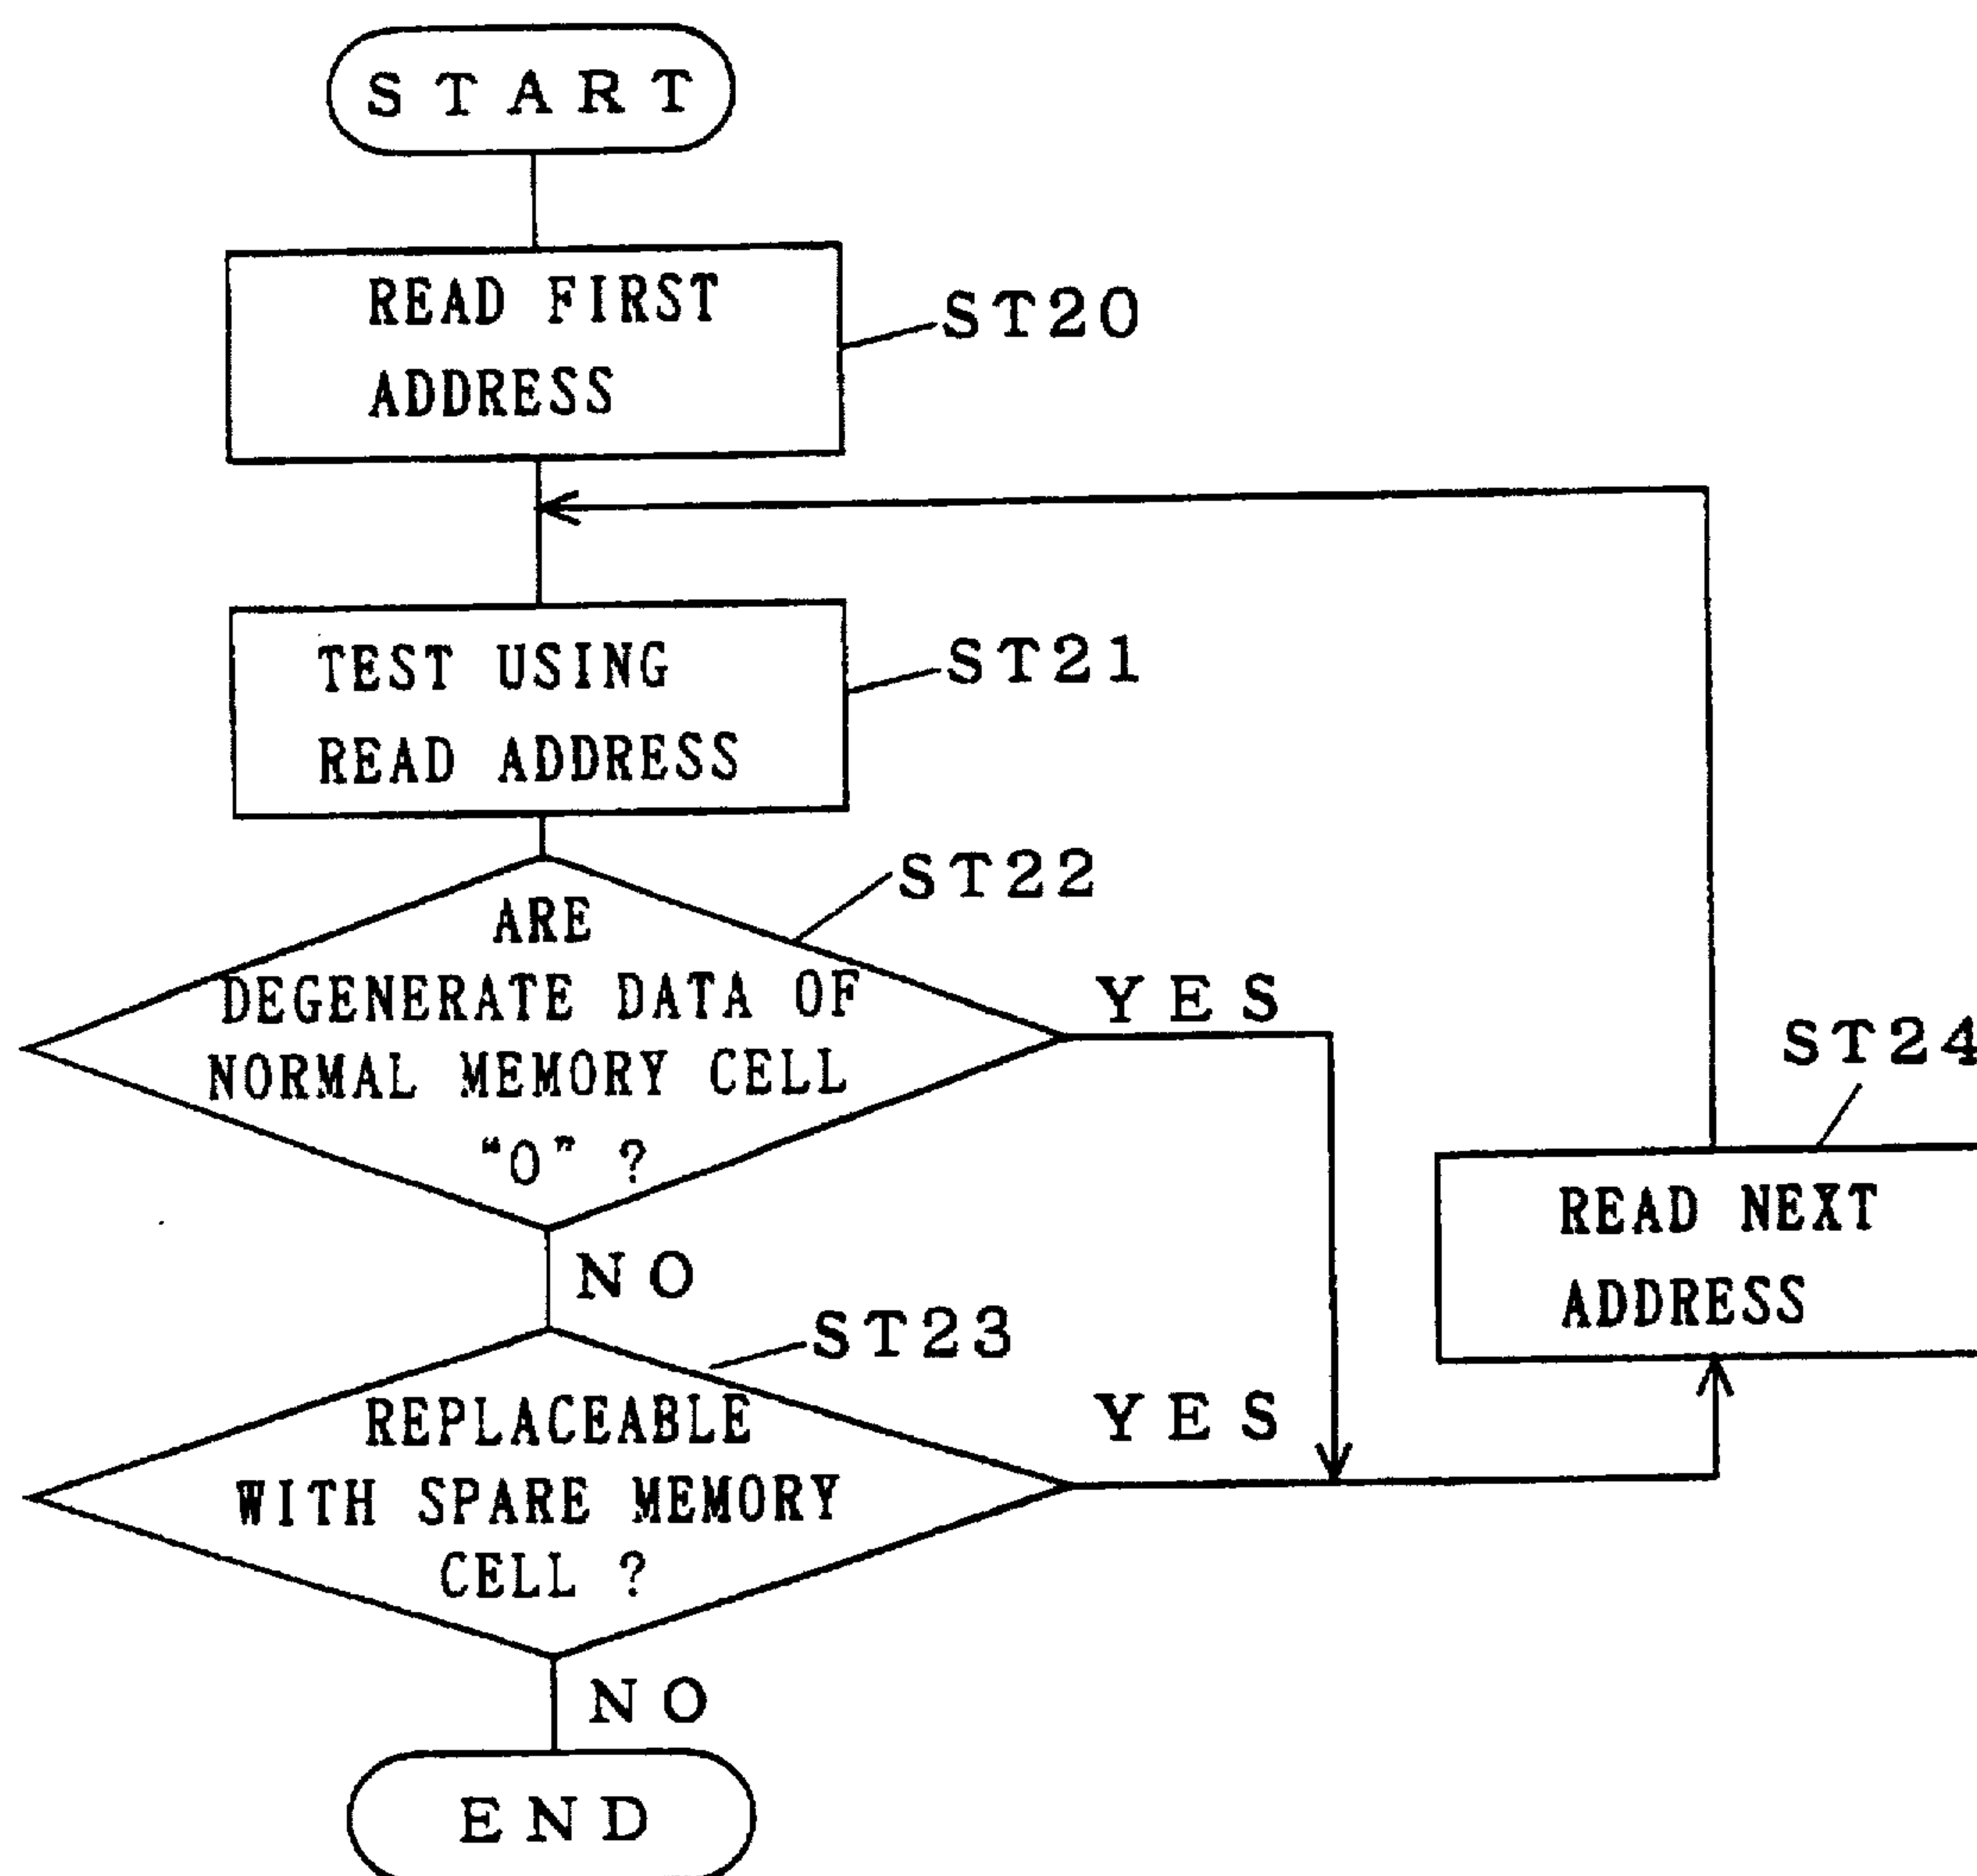 START
READ FIRST
ADDRESS
ST20
TEST USING
READ ADDRESS
ST21
ST22
ARE
DEGENERATE DATA OF
NORMAL MEMORY CELL
“0” ?
YES
NO
ST24
READ NEXT
ADDRESS
ST23
REPLACEABLE
WITH SPARE MEMORY
CELL ?
YES
NO
END